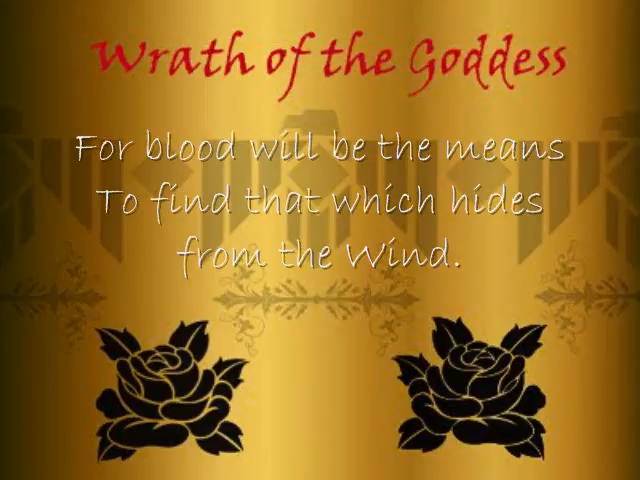 Wrath of the Goddess
For blood will be the means
To find that which hides
from the Wind.